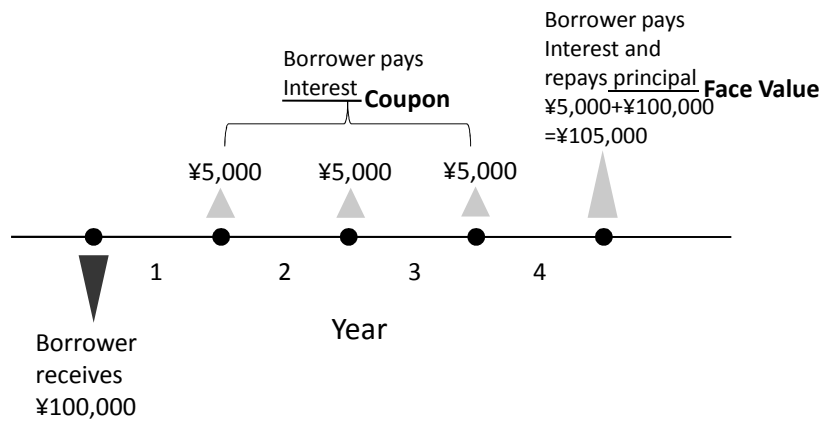 Borrower pays
Interest Coupon
Borrower pays
Interest and
repays principal Face Value
¥5,000+¥100,000
=¥105,000
¥5,000 ¥5,000 ¥5,000
1 2 3 4
Year
Borrower
receives
¥100,000